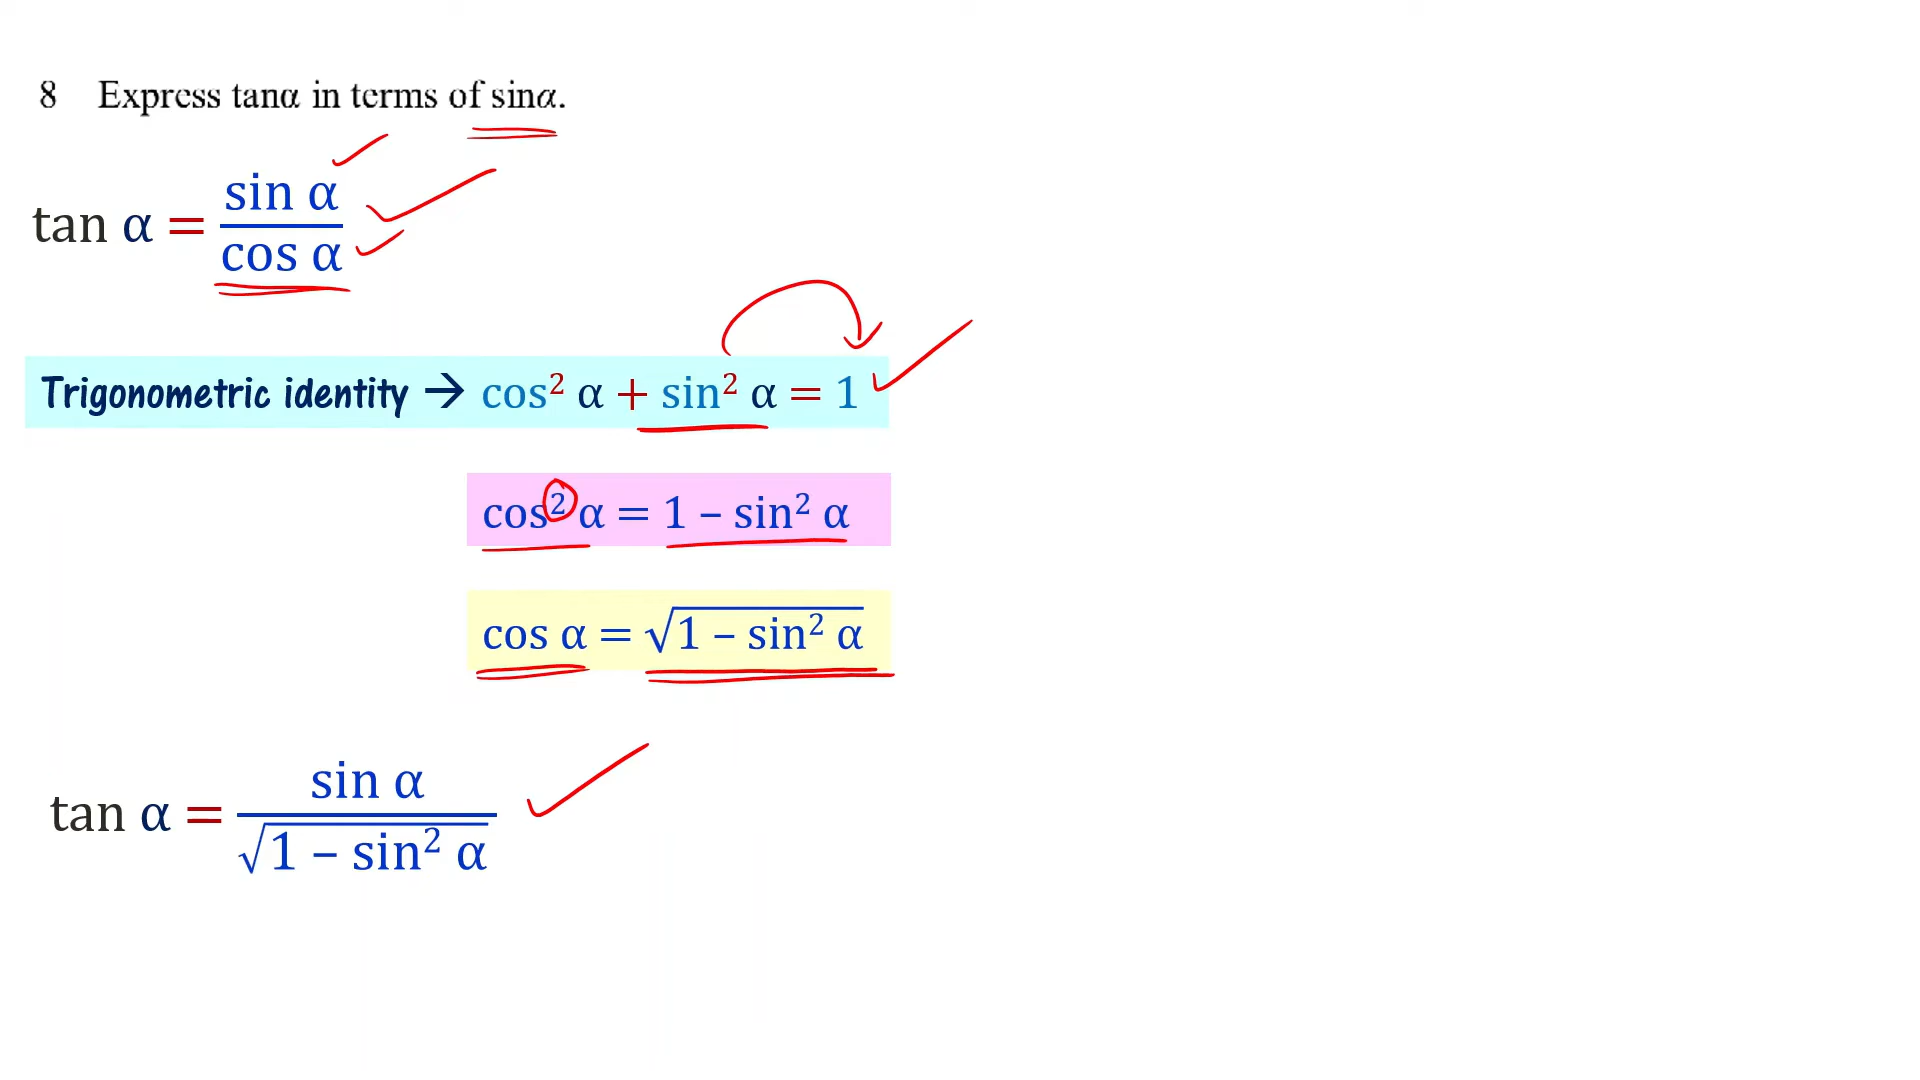 8 Express tanα in terms of sinα.
tan α = sin α / cos α
Trigonometric identity → cos² α + sin² α = 1
cos² α = 1 – sin² α
cos α = √(1 – sin² α)
tan α = sin α / √(1 – sin² α)